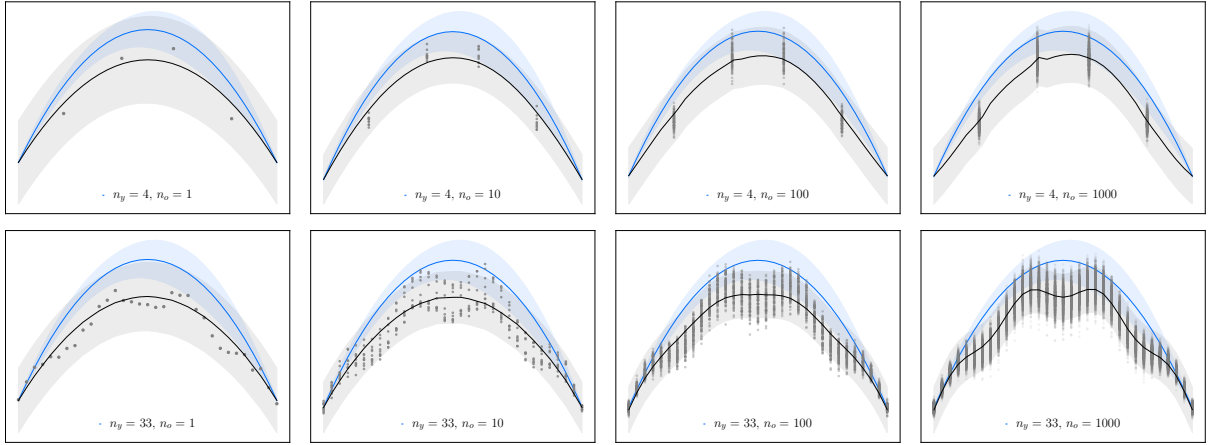 n_y = 4, n_o = 1
n_y = 4, n_o = 10
n_y = 4, n_o = 100
n_y = 4, n_o = 1000
n_y = 33, n_o = 1
n_y = 33, n_o = 10
n_y = 33, n_o = 100
n_y = 33, n_o = 1000